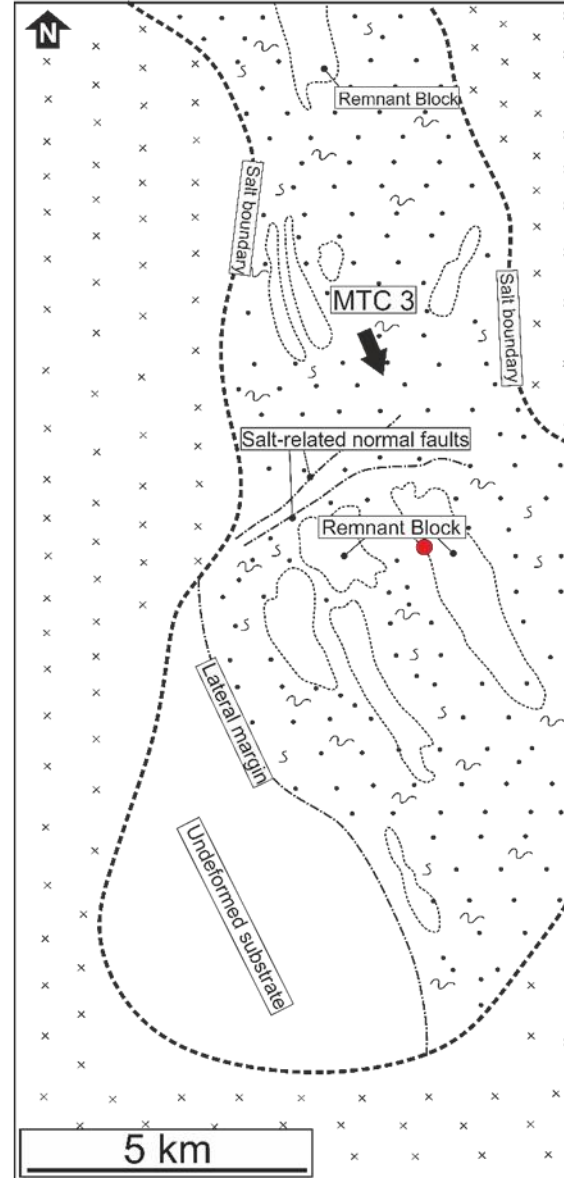 N
Remnant Block
Salt boundary
MTC 3
Salt boundary
Salt-related normal faults
Remnant Block
Lateral margin
Undeformed substrate
5 km